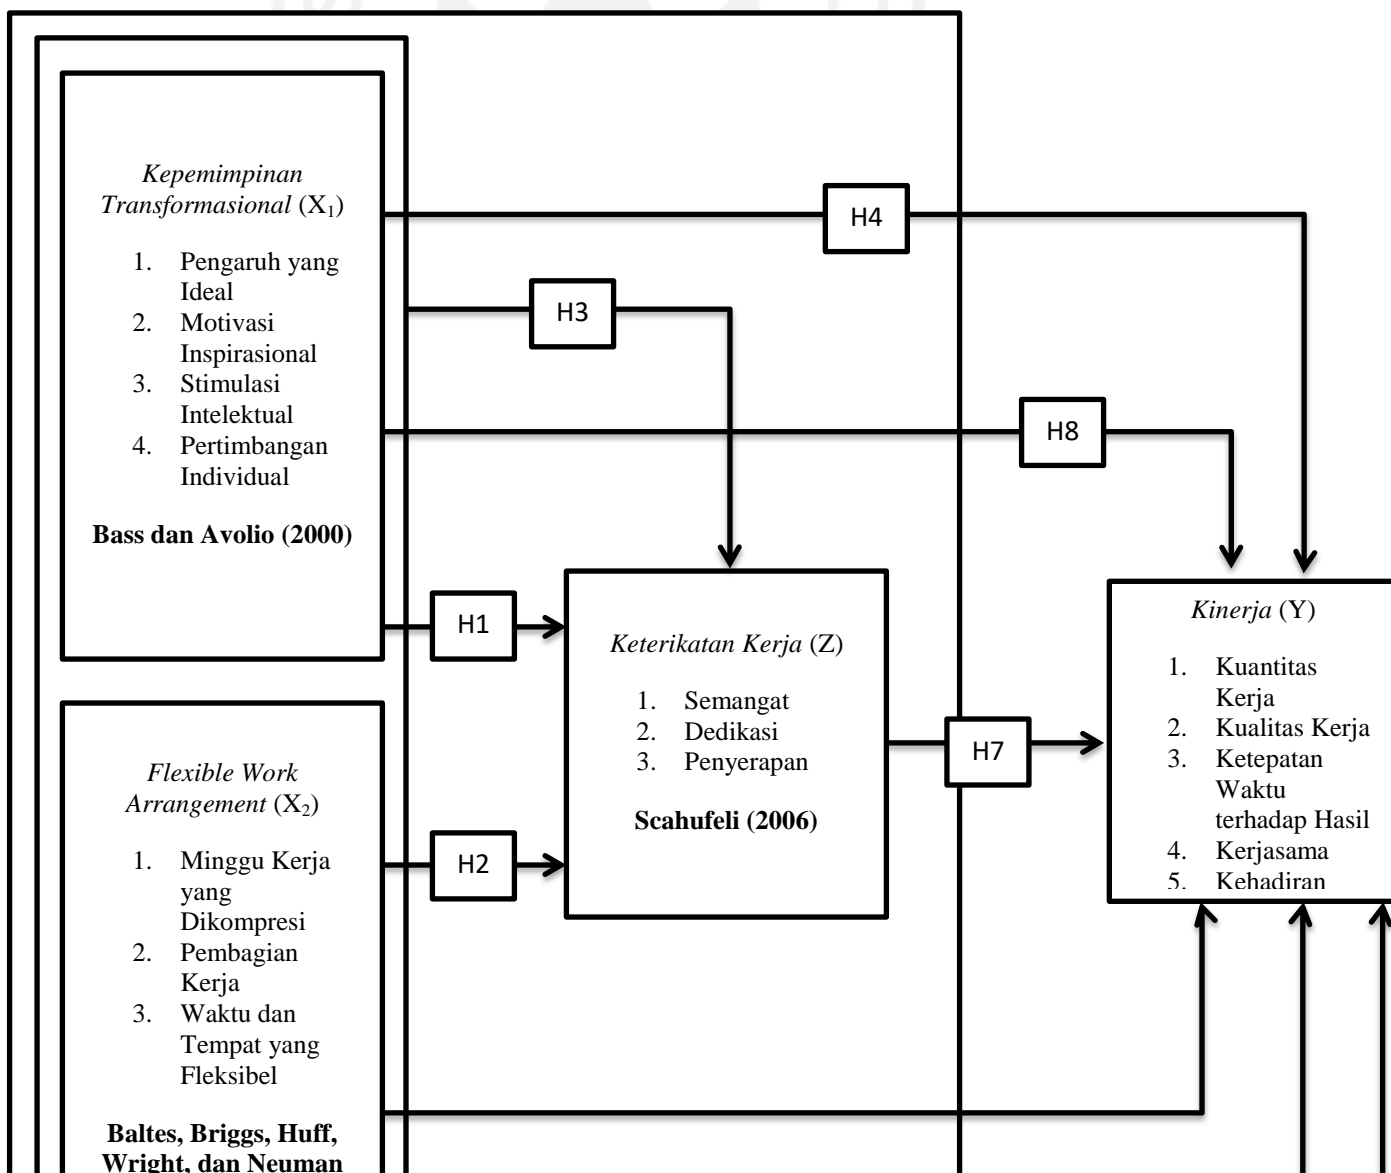 Kepemimpinan
Transformasional (X₁)
1. Pengaruh yang
Ideal
2. Motivasi
Inspirasional
3. Stimulasi
Intelektual
4. Pertimbangan
Individual
Bass dan Avolio (2000)
H4
H3
H8
H1
Keterikatan Kerja (Z)
1. Semangat
2. Dedikasi
3. Penyerapan
Scahufeli (2006)
Kinerja (Y)
1. Kuantitas
Kerja
2. Kualitas Kerja
3. Ketepatan
Waktu
terhadap Hasil
4. Kerjasama
5. Kehadiran
H7
Flexible Work
Arrangement (X₂)
1. Minggu Kerja
yang
Dikompresi
2. Pembagian
Kerja
3. Waktu dan
Tempat yang
Fleksibel
Baltes, Briggs, Huff,
Wright, dan Neuman
H2